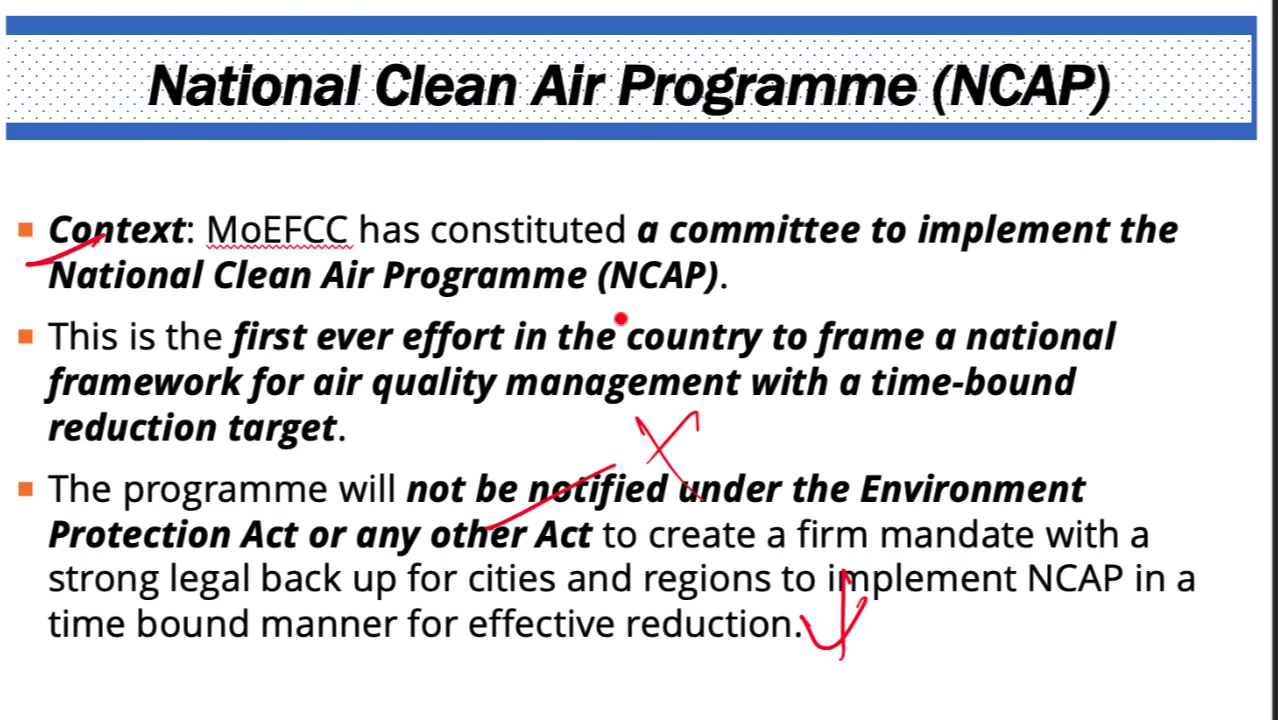 National Clean Air Programme (NCAP)
Context: MoEFCC has constituted a committee to implement the
National Clean Air Programme (NCAP).
This is the first ever effort in the country to frame a national
framework for air quality management with a time-bound
reduction target.
The programme will not be notified under the Environment
Protection Act or any other Act to create a firm mandate with a
strong legal back up for cities and regions to implement NCAP in a
time bound manner for effective reduction.